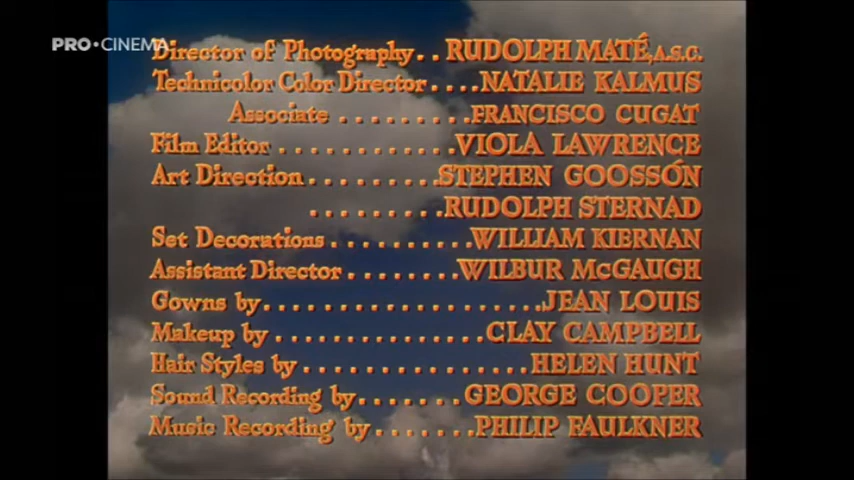 PRO•CINEMA
Director of Photography . . RUDOLPH MATÉ, A.S.C.
Technicolor Color Director . . . . NATALIE KALMUS
Associate . . . . . . . . . FRANCISCO CUGAT
Film Editor . . . . . . . . . . . . VIOLA LAWRENCE
Art Direction . . . . . . . . . STEPHEN GOOSSÓN
. . . . . . . . . RUDOLPH STERNAD
Set Decorations . . . . . . . . . . WILLIAM KIERNAN
Assistant Director . . . . . . . . WILBUR McGAUGH
Gowns by . . . . . . . . . . . . . . . . . . . . JEAN LOUIS
Makeup by . . . . . . . . . . . . . . . CLAY CAMPBELL
Hair Styles by . . . . . . . . . . . . . . . . HELEN HUNT
Sound Recording by . . . . . . . GEORGE COOPER
Music Recording by . . . . . . . PHILIP FAULKNER